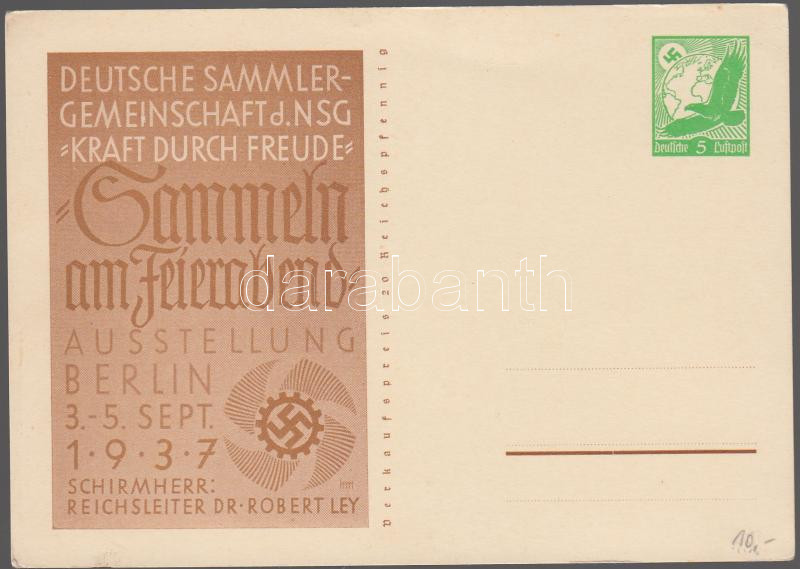 DEUTSCHE SAMMLER-
GEMEINSCHAFT d. NSG
"KRAFT DURCH FREUDE"
"Sammeln
am Feierabend"
AUSSTELLUNG
BERLIN
3.-5. SEPT.
1·9·3·7
SCHIRMHERR:
REICHSLEITER DR·ROBERT LEY
HM
Verkaufspreis 20 Reichspfennig
Deutsche 5 Luftpost
darabanth
10,-